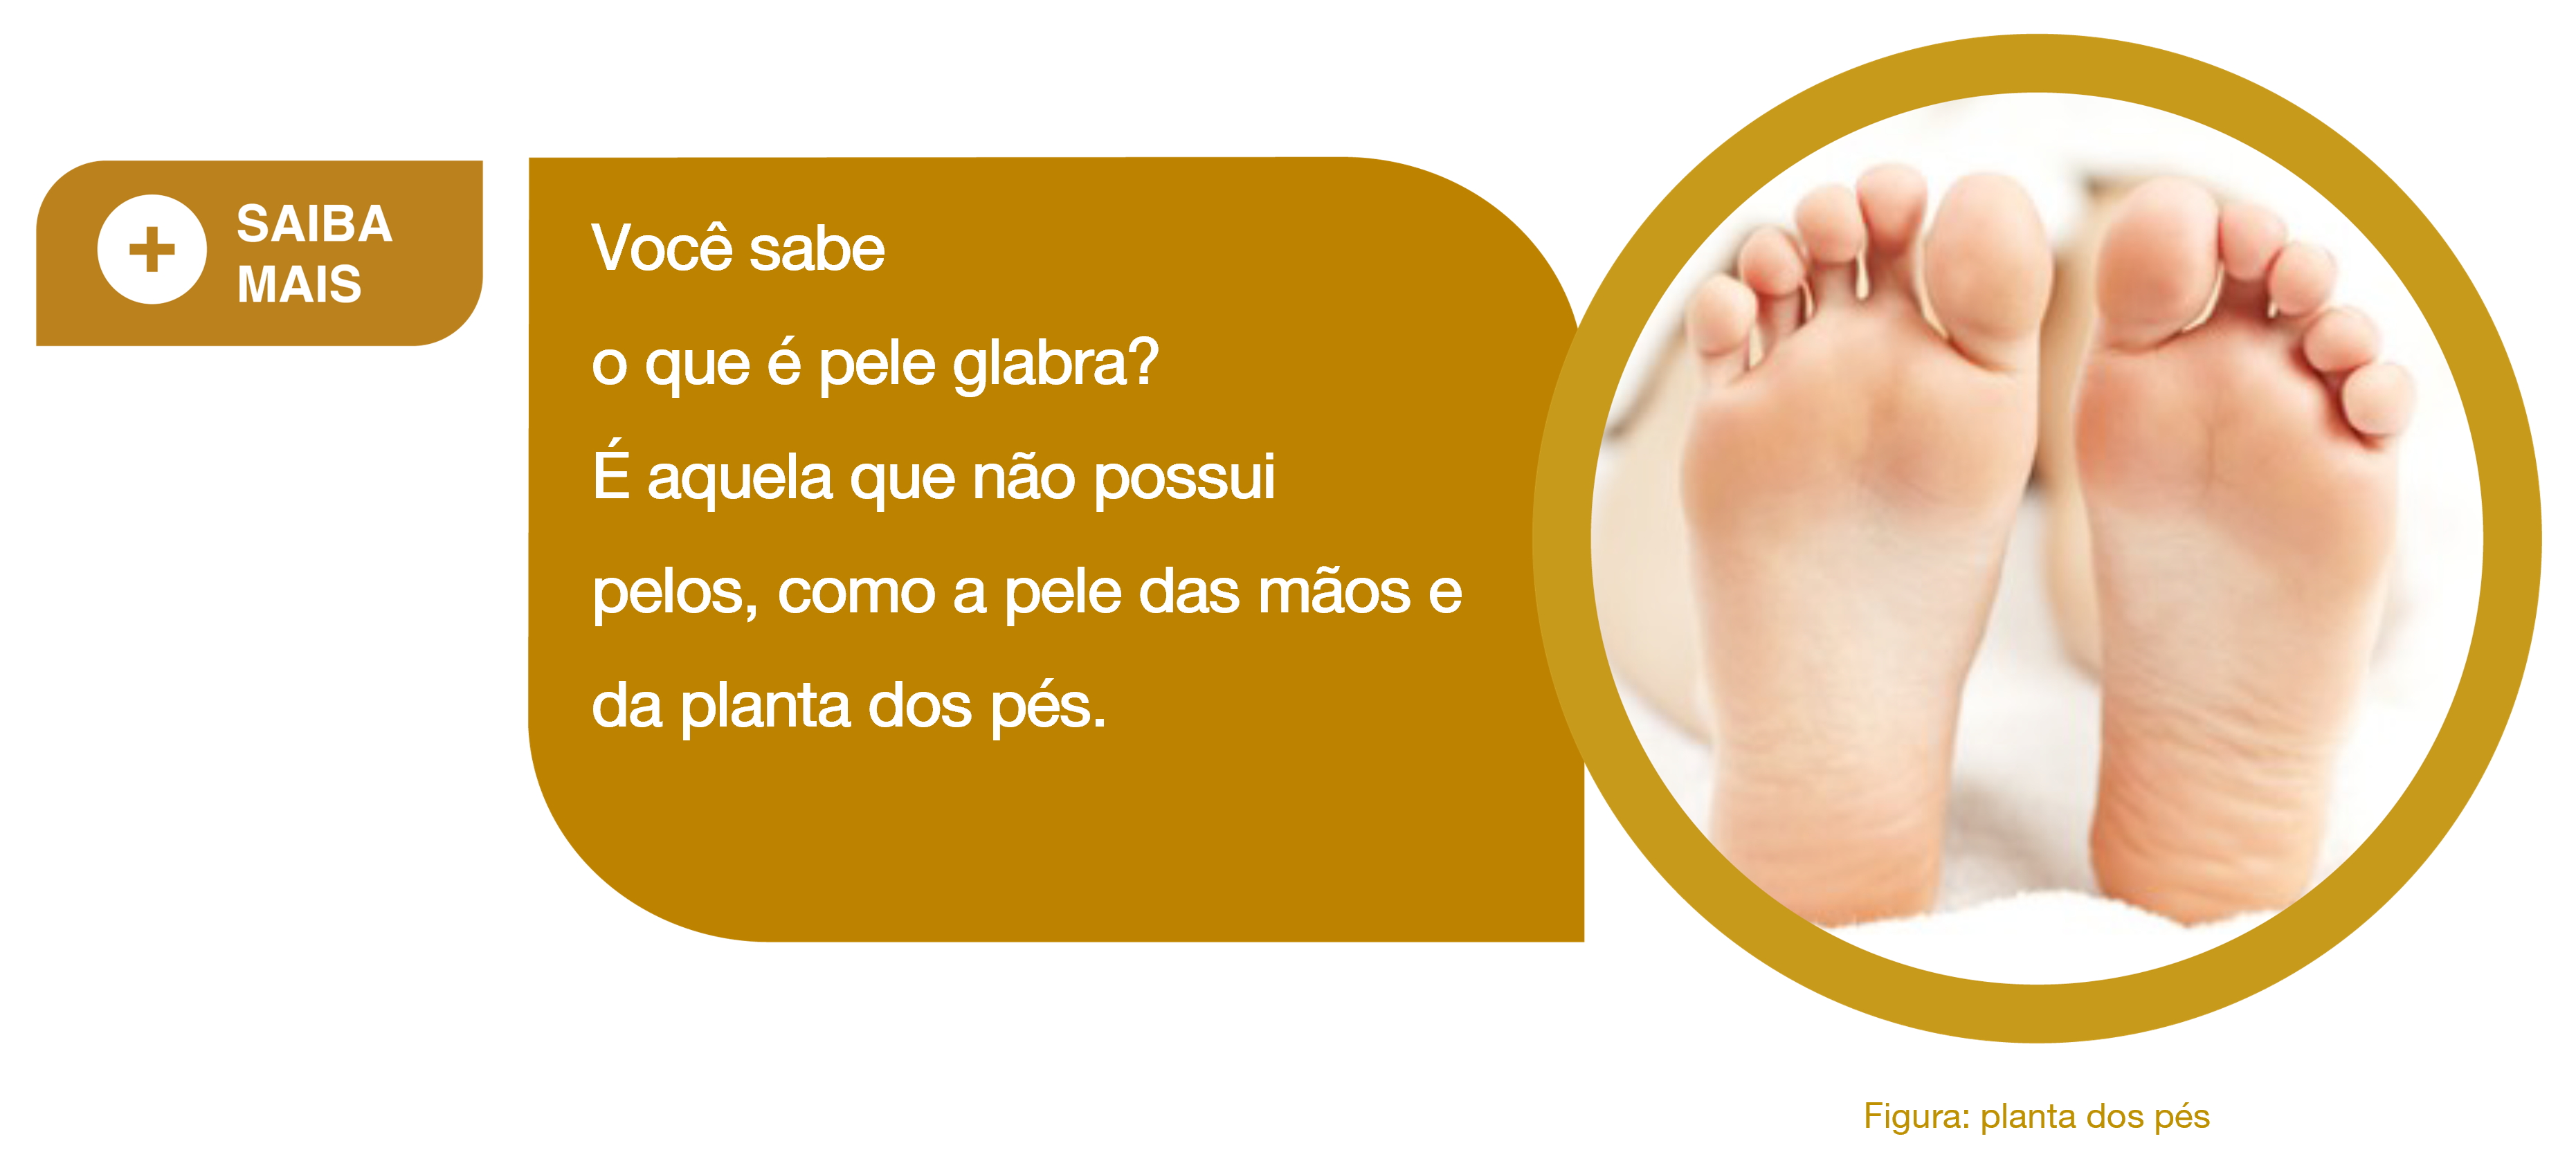 SAIBA
MAIS
Você sabe
o que é pele glabra?
É aquela que não possui
pelos, como a pele das mãos e
da planta dos pés.
Figura: planta dos pés